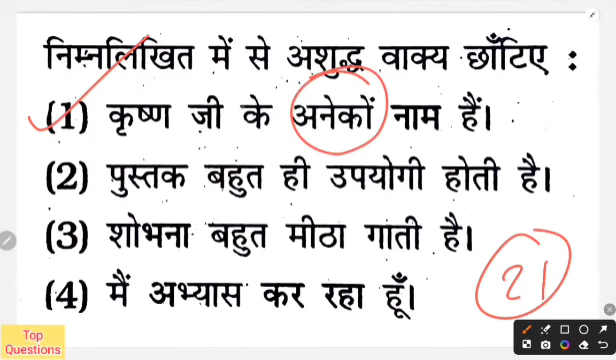 निम्नलिखित में से अशुद्ध वाक्य छाँटिए :
(1) कृष्ण जी के अनेकों नाम हैं।
(2) पुस्तक बहुत ही उपयोगी होती है।
(3) शोभना बहुत मीठा गाती है।
(4) मैं अभ्यास कर रहा हूँ।
21
Top
Questions